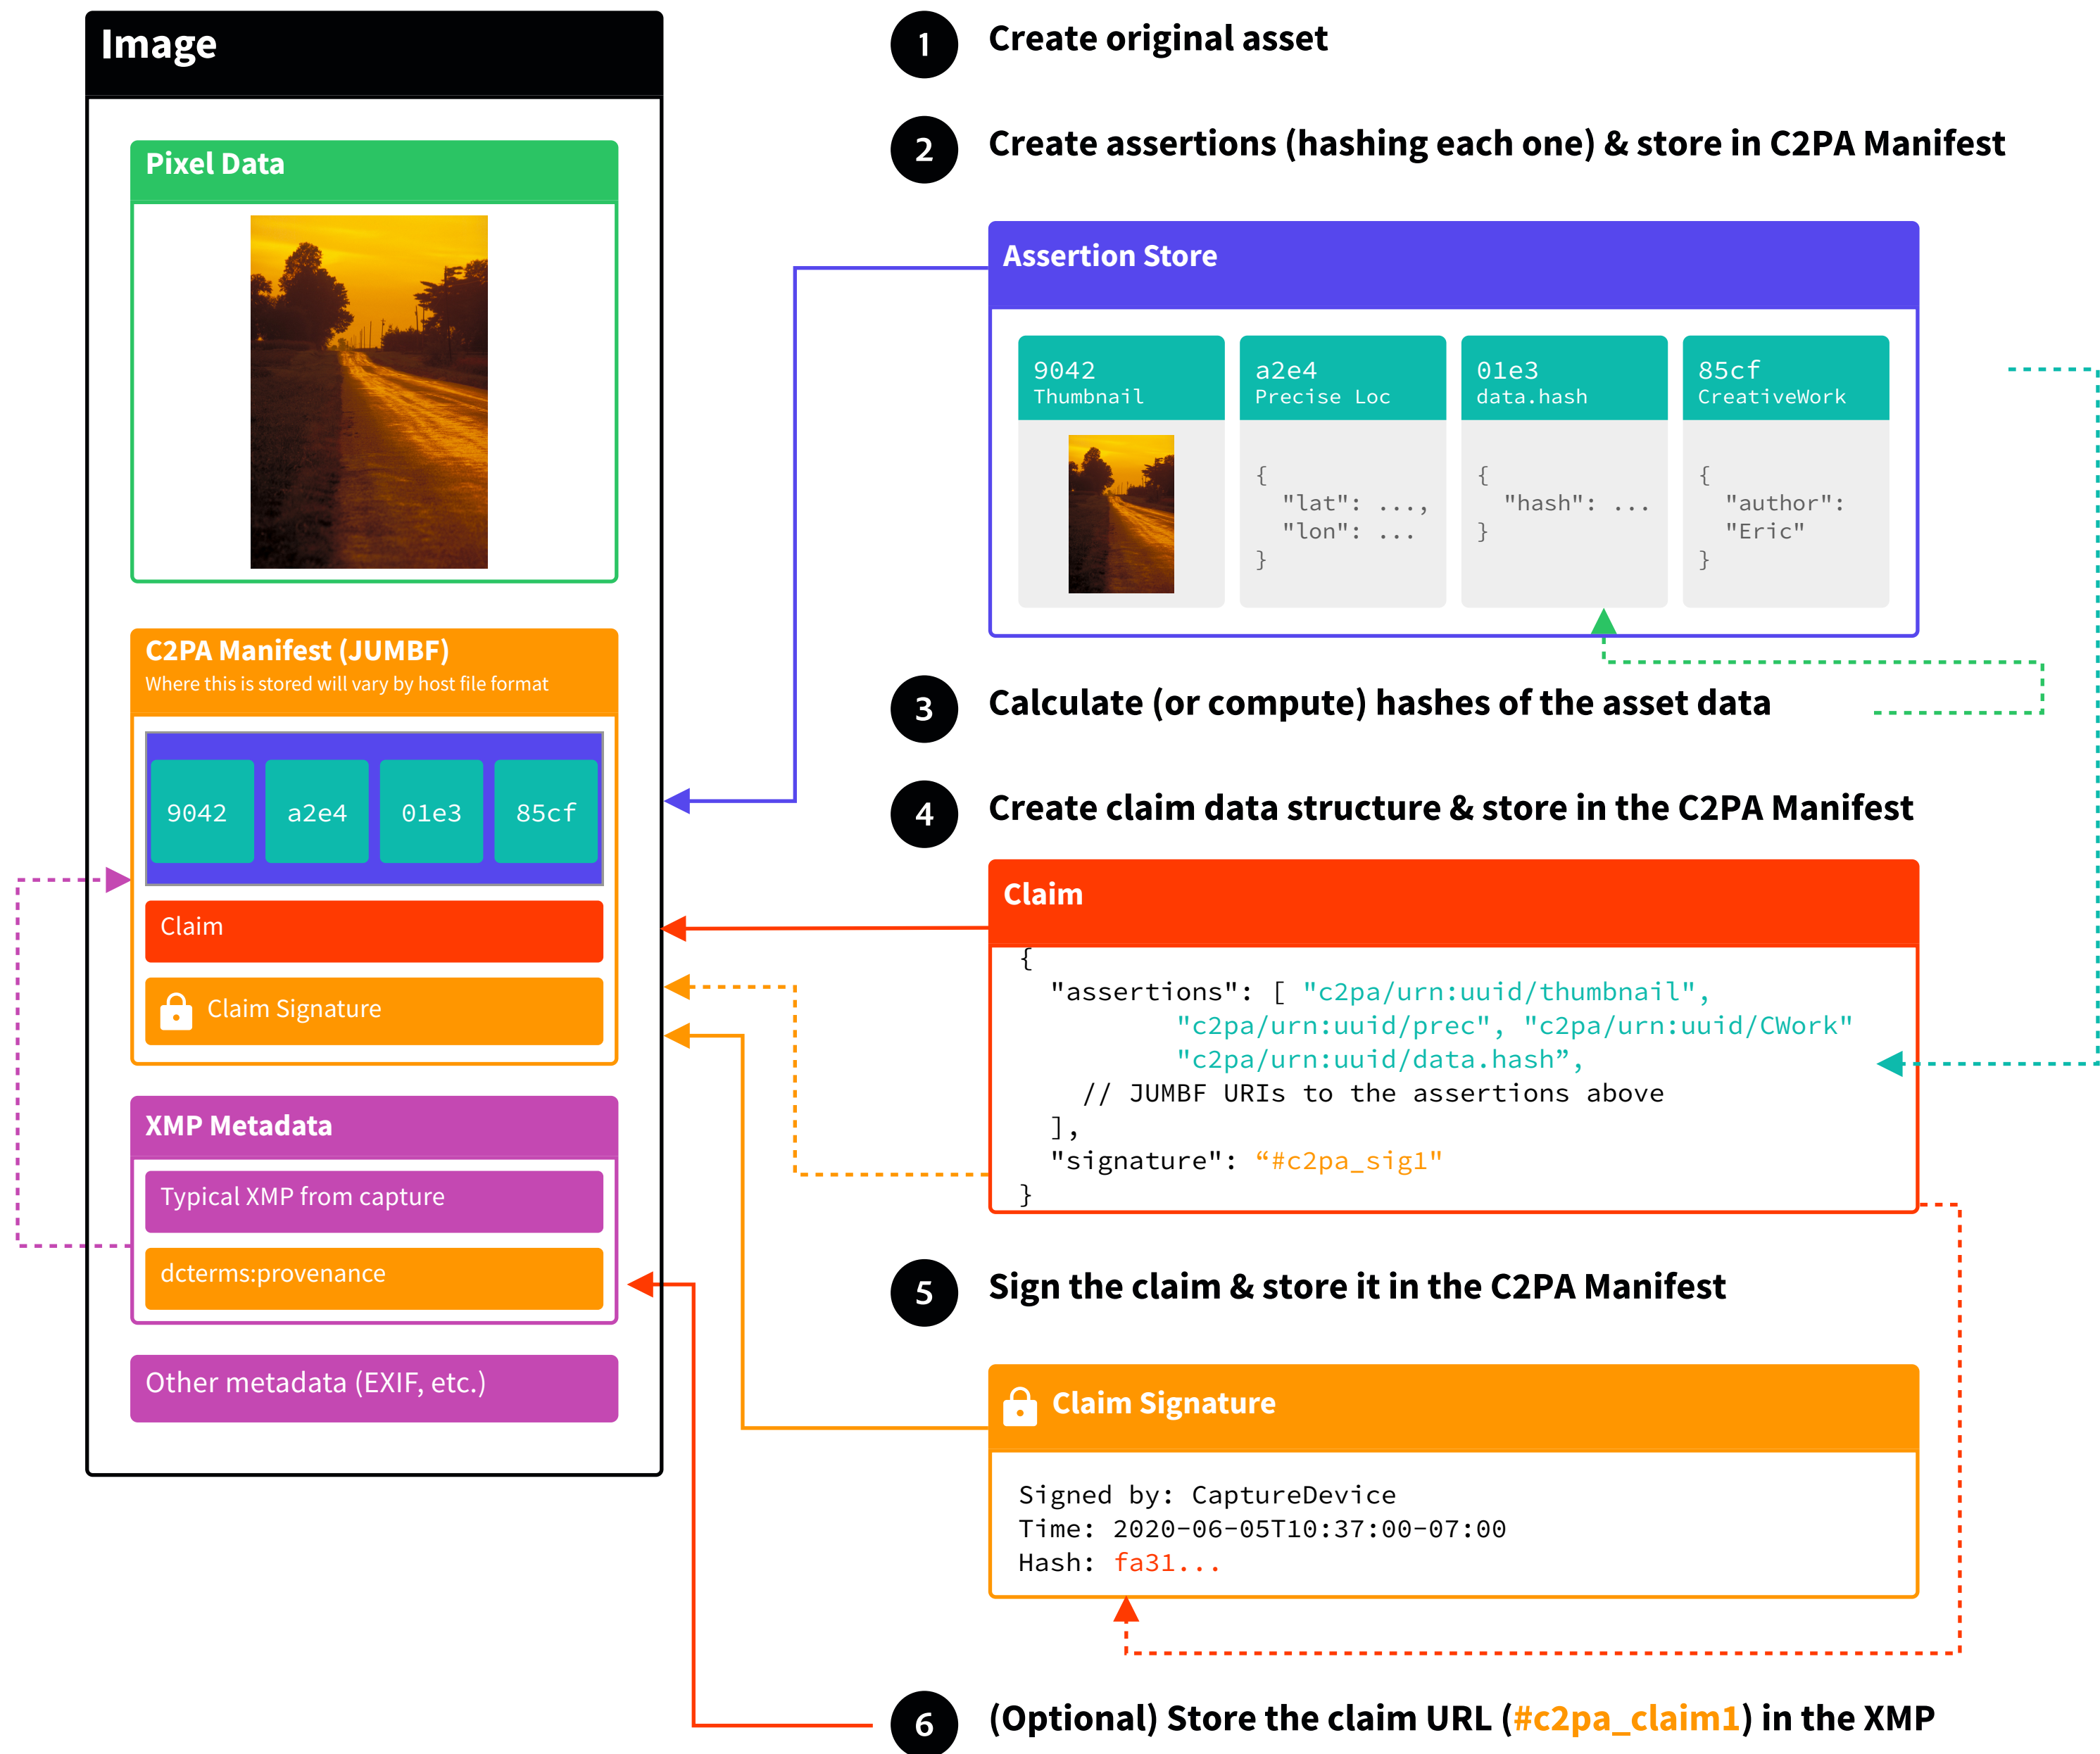 Image
Pixel Data
C2PA Manifest (JUMBF)
Where this is stored will vary by host file format
9042 a2e4 01e3 85cf
Claim
Claim Signature
XMP Metadata
Typical XMP from capture
dcterms:provenance
Other metadata (EXIF, etc.)
1 Create original asset
2 Create assertions (hashing each one) & store in C2PA Manifest
Assertion Store
9042
Thumbnail
a2e4
Precise Loc
{
"lat": ...,
"lon": ...
}
01e3
data.hash
{
"hash": ...
}
85cf
CreativeWork
{
"author":
"Eric"
}
3 Calculate (or compute) hashes of the asset data
4 Create claim data structure & store in the C2PA Manifest
Claim
{
"assertions": [ "c2pa/urn:uuid/thumbnail",
"c2pa/urn:uuid/prec", "c2pa/urn:uuid/CWork"
"c2pa/urn:uuid/data.hash”,
// JUMBF URIs to the assertions above
],
"signature": “#c2pa_sig1"
}
5 Sign the claim & store it in the C2PA Manifest
Claim Signature
Signed by: CaptureDevice
Time: 2020-06-05T10:37:00-07:00
Hash: fa31...
6 (Optional) Store the claim URL (#c2pa_claim1) in the XMP